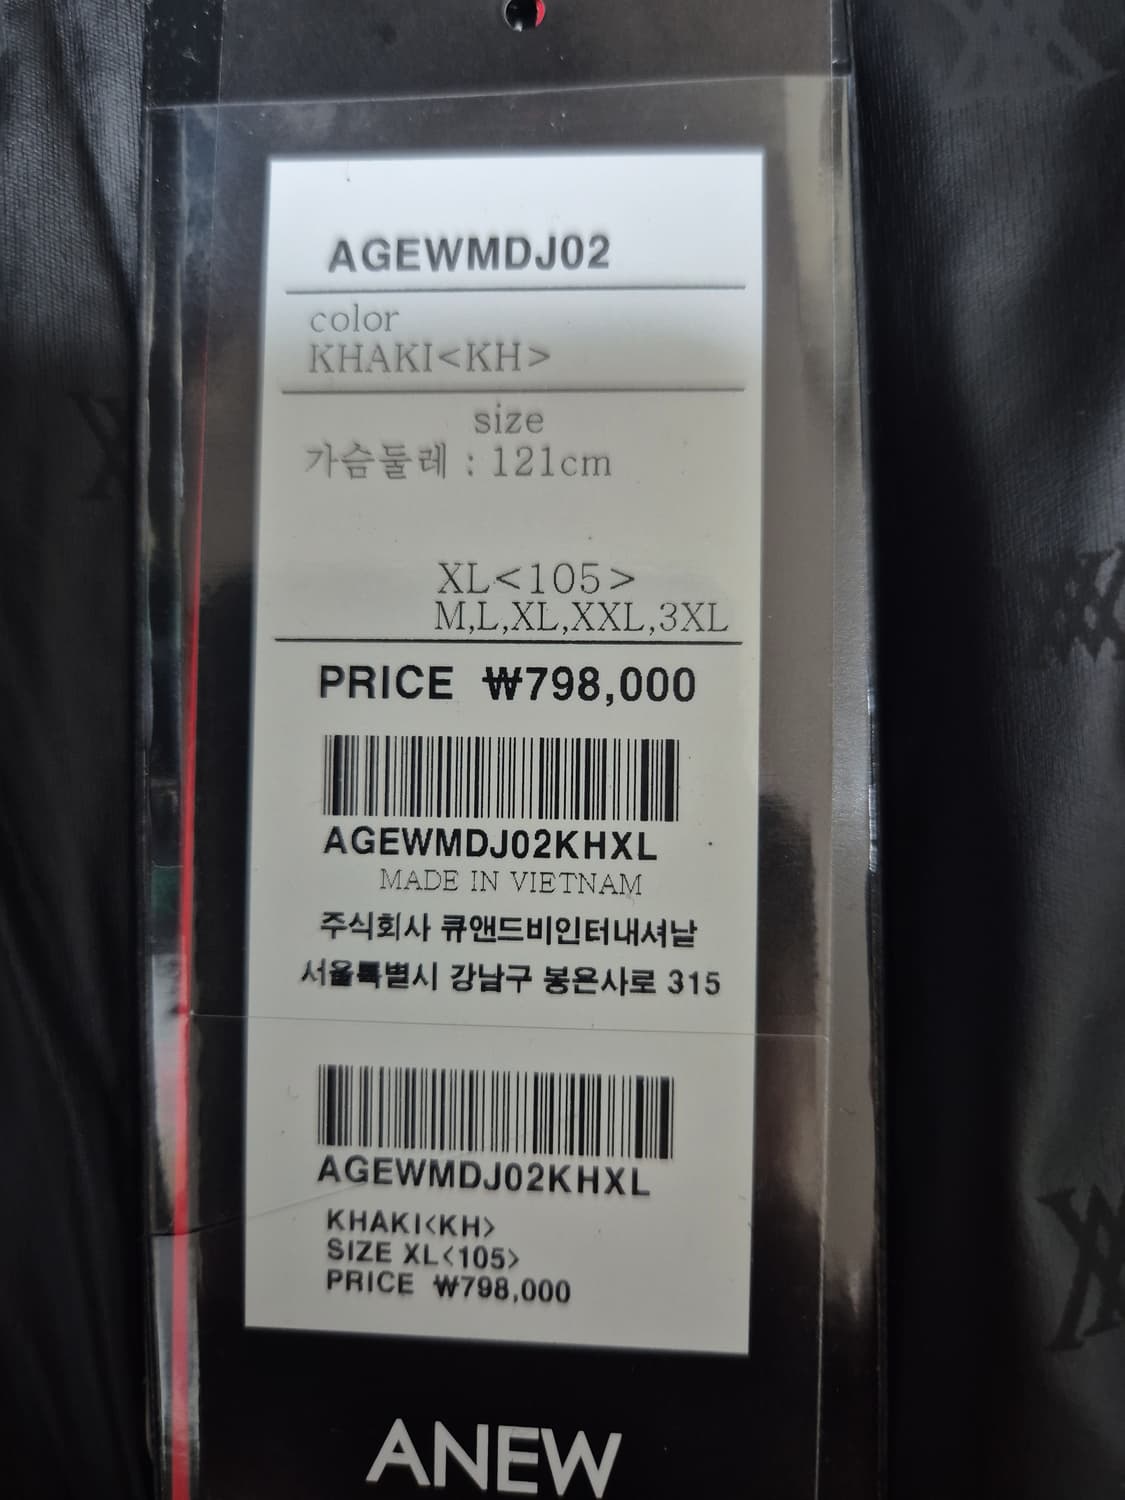 AGEWMDJ02
color
KHAKI<KH>
size
가슴둘레 : 121cm
XL<105>
M,L,XL,XXL,3XL
PRICE ₩798,000
AGEWMDJ02KHXL
MADE IN VIETNAM
주식회사 큐앤드비인터내셔날
서울특별시 강남구 봉은사로 315
AGEWMDJ02KHXL
KHAKI<KH>
SIZE XL<105>
PRICE ₩798,000
ANEW